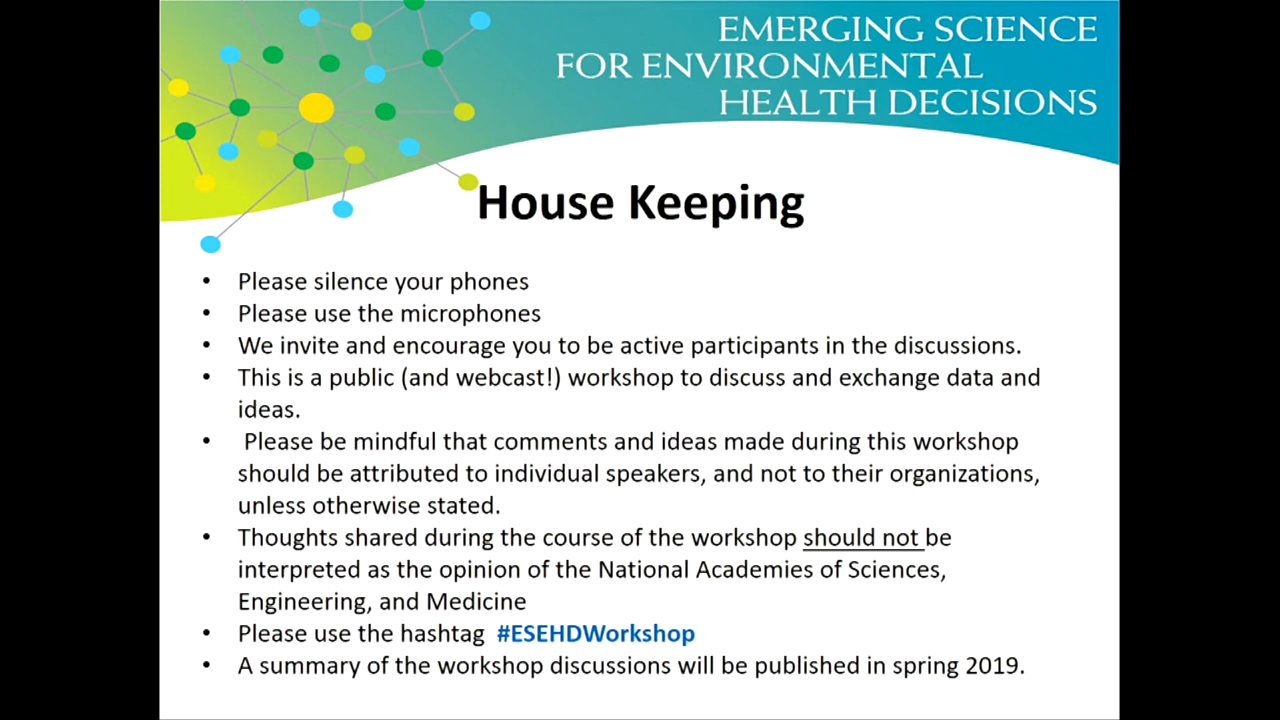 EMERGING SCIENCE
FOR ENVIRONMENTAL
HEALTH DECISIONS
House Keeping
• Please silence your phones
• Please use the microphones
• We invite and encourage you to be active participants in the discussions.
• This is a public (and webcast!) workshop to discuss and exchange data and
ideas.
• Please be mindful that comments and ideas made during this workshop
should be attributed to individual speakers, and not to their organizations,
unless otherwise stated.
• Thoughts shared during the course of the workshop should not be
interpreted as the opinion of the National Academies of Sciences,
Engineering, and Medicine
• Please use the hashtag #ESEHDWorkshop
• A summary of the workshop discussions will be published in spring 2019.